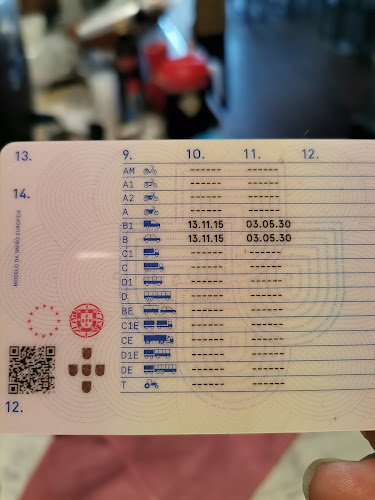 13. 9. 10. 11. 12.
14.
MODELO DA UNIÃO EUROPEIA
AM ------ ------
A1 ------ ------
A2 ------ ------
A ------ ------
B1 13.11.15 03.05.30
B 13.11.15 03.05.30
C1 ------ ------
C ------ ------
D1 ------ ------
D ------ ------
BE ------ ------
C1E ------ ------
CE ------ ------
D1E ------ ------
DE ------ ------
T ------ ------
12.